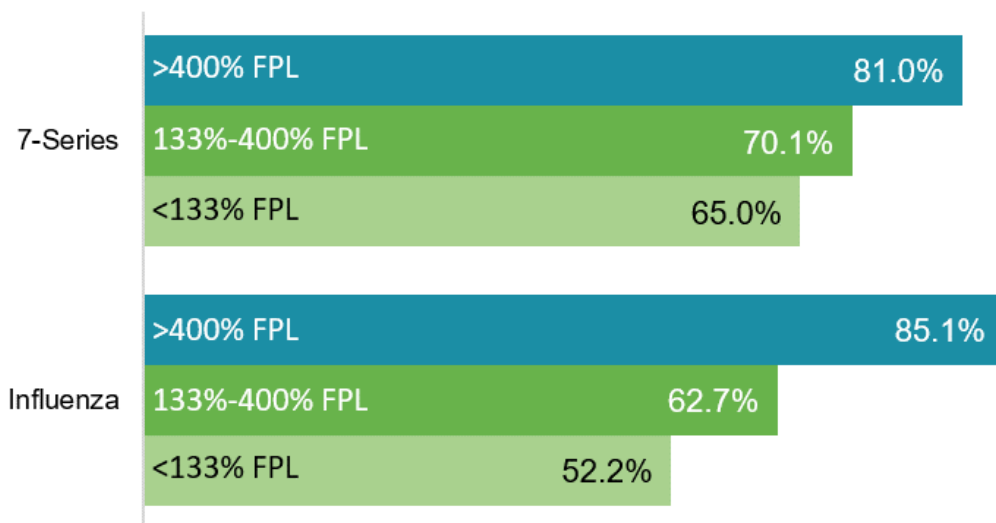 >400% FPL 81.0%
7-Series 133%-400% FPL 70.1%
<133% FPL 65.0%
>400% FPL 85.1%
Influenza 133%-400% FPL 62.7%
<133% FPL 52.2%